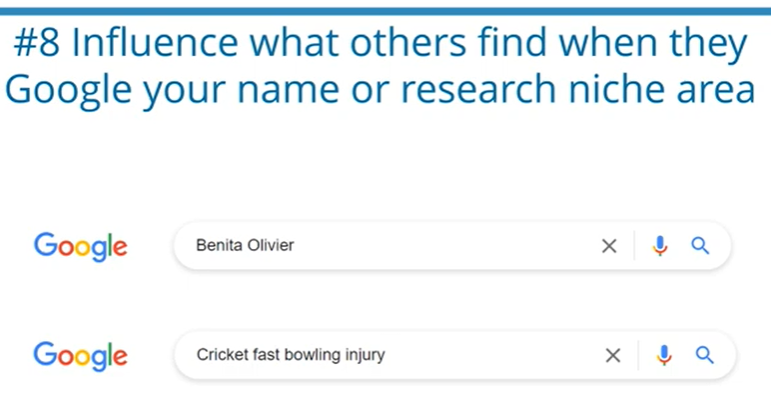 #8 Influence what others find when they
Google your name or research niche area
Google Benita Olivier
Google Cricket fast bowling injury